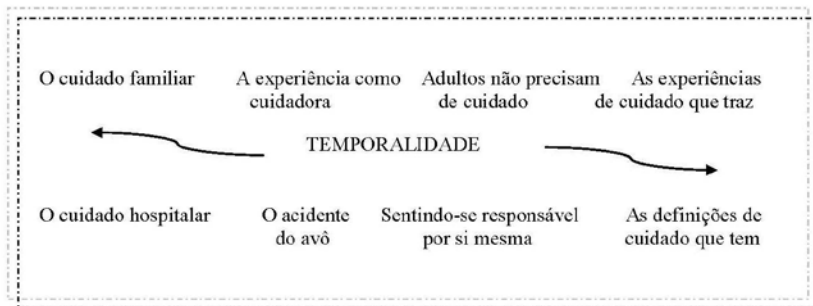 O cuidado familiar A experiência como Adultos não precisam As experiências
cuidadora de cuidado de cuidado que traz
TEMPORALIDADE
O cuidado hospitalar O acidente Sentindo-se responsável As definições de
do avô por si mesma cuidado que tem